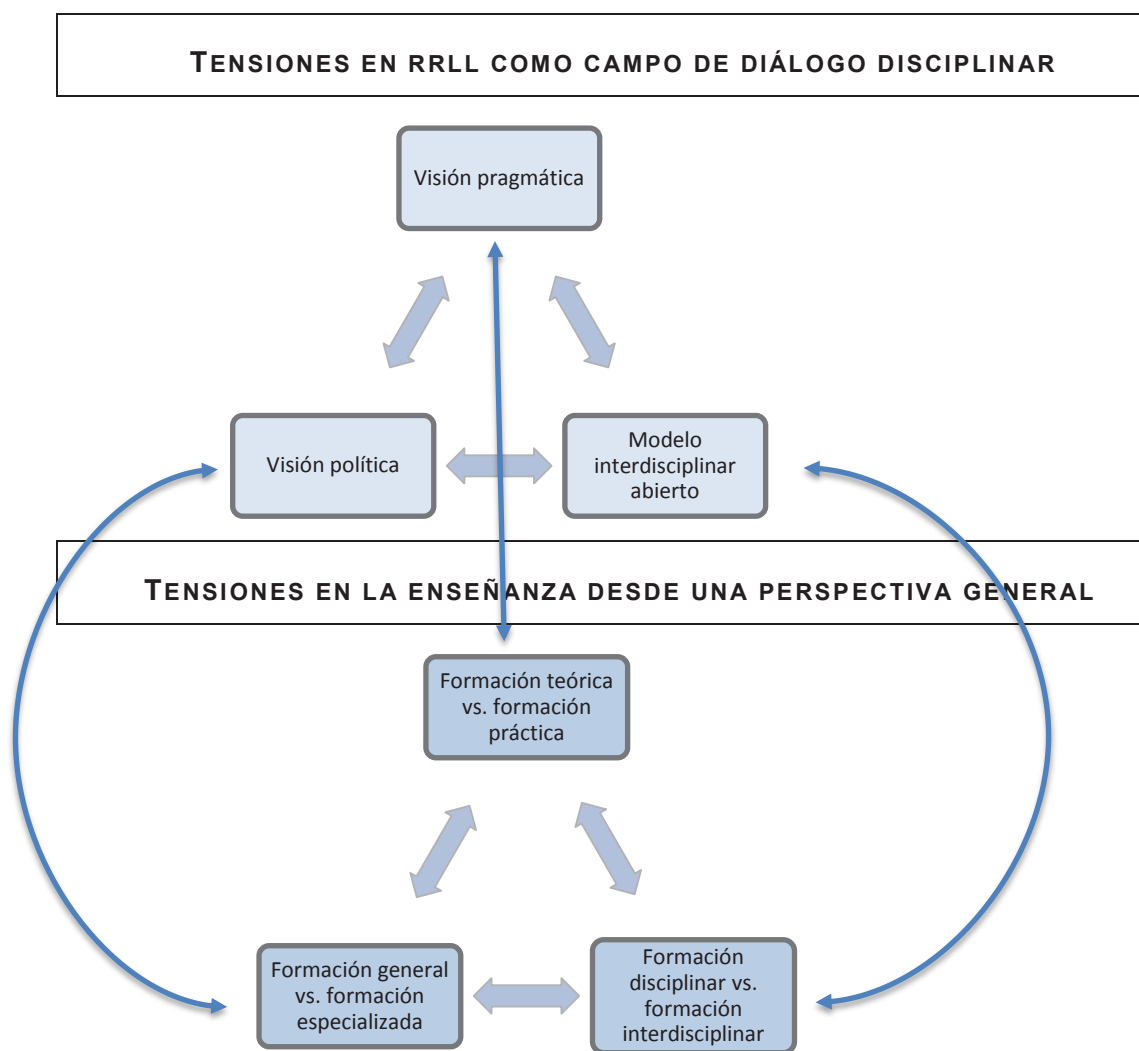 TENSIONES EN RRLL COMO CAMPO DE DIÁLOGO DISCIPLINAR
Visión pragmática
Visión política
Modelo
interdisciplinar
abierto
TENSIONES EN LA ENSEÑANZA DESDE UNA PERSPECTIVA GENERAL
Formación teórica
vs. formación
práctica
Formación general
vs. formación
especializada
Formación
disciplinar vs.
formación
interdisciplinar